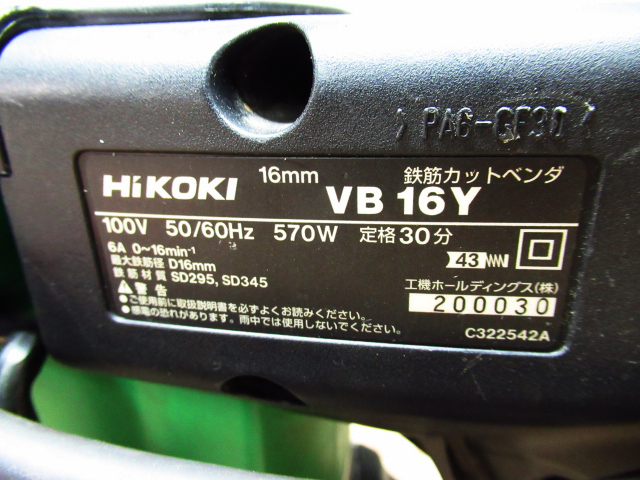 >PA6-GF30<
HiKOKI 16mm 鉄筋カットベンダ
VB 16Y
100V 50/60Hz 570W 定格30分
6A 0~16min-1
最大鉄筋径 D16mm
鉄筋材質 SD295, SD345
43
⚠警告
工機ホールディングス(株)
●ご使用前に取扱説明書を必ずよくお読みください。
200030
●感電の恐れがあります。雨中では使用しないでください。
C322542A